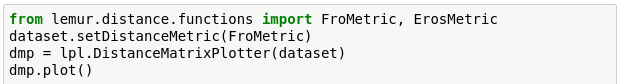 from lemur.distance.functions import FroMetric, ErosMetric
dataset.setDistanceMetric(FroMetric)
dmp = lpl.DistanceMatrixPlotter(dataset)
dmp.plot()